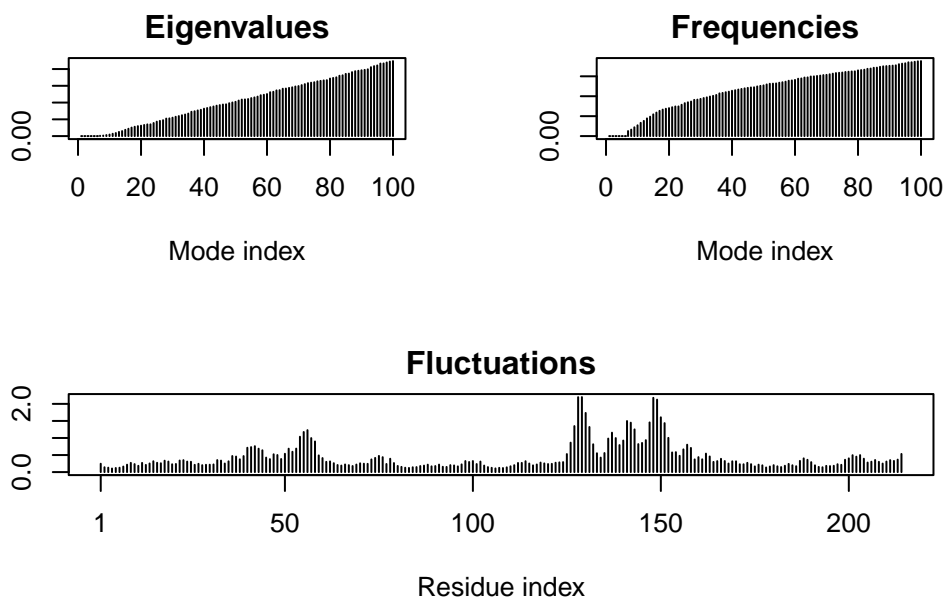 Eigenvalues
0.00
0 20 40 60 80 100
Mode index
Frequencies
0.00
0 20 40 60 80 100
Mode index
Fluctuations
2.0
0.0
1 50 100 150 200
Residue index